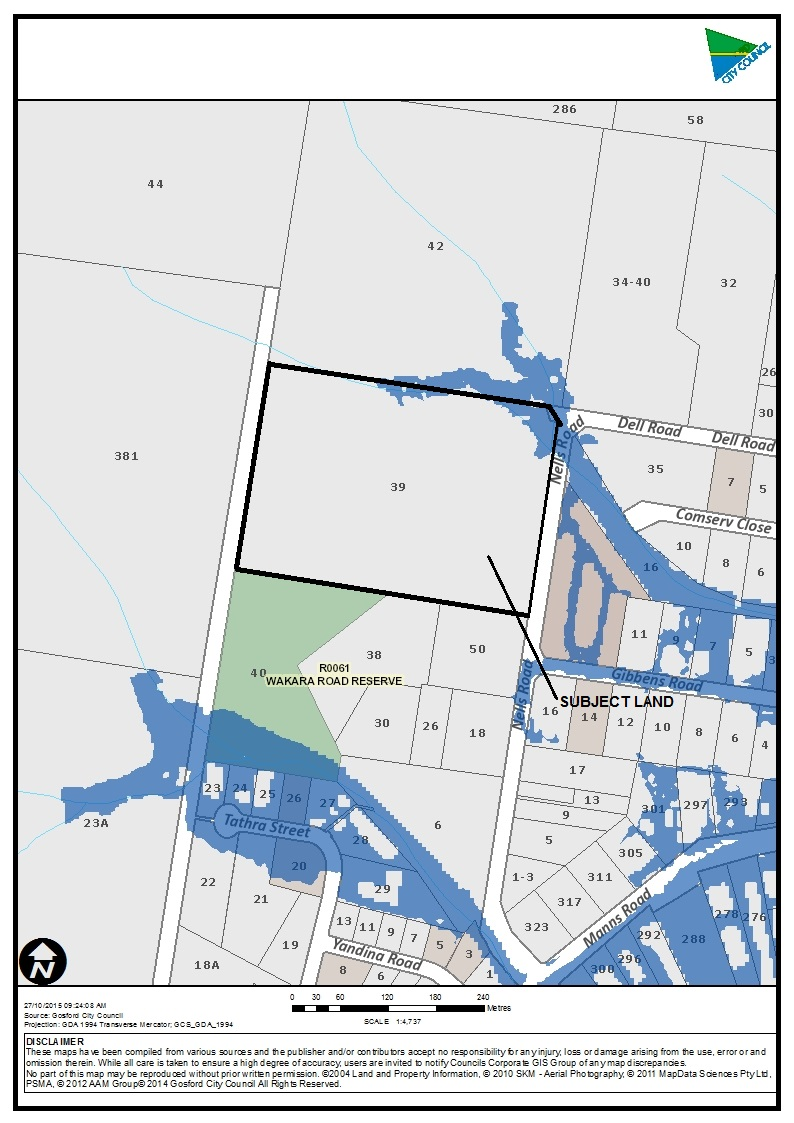 CITY COUNCIL
286
58
44
42
34-40
32
26
30
Dell Road
Dell Road
Nells Road
35
7
5
381
39
Comserv Close
10
8
6
16
11
9
7
5
3
R0061
40
WAKARA ROAD RESERVE
38
50
Gibbens Road
Nells Road
SUBJECT LAND
30
26
18
16
14
12
10
8
6
4
17
13
9
23
24
25
26
27
301
297
293
23A
Tathra Street
6
5
28
305
20
1-3
311
22
21
29
317
323
Manns Road
278
276
13
11
9
7
5
3
1
292
288
19
296
300
18A
Yandina Road
8
6
N
27/10/2015 09:24:08 AM
Source: Gosford City Council
Projection: GDA 1994 Transverse Mercator; GCS_GDA_1994
0 30 60 120 180 240
Metres
SCALE 1:4,737
DISCLAIMER
These maps have been compiled from various sources and the publisher and/or contributors accept no responsibility for any injury, loss or damage arising from the use, error or and
omission therein. While all care is taken to ensure a high degree of accuracy, users are invited to notify Councils Corporate GIS Group of any map discrepancies.
No part of this map may be reproduced without prior written permission. ©2004 Land and Property Information, © 2010 SKM - Aerial Photography, © 2011 MapData Sciences Pty Ltd,
PSMA, © 2012 AAM Group© 2014 Gosford City Council All Rights Reserved.